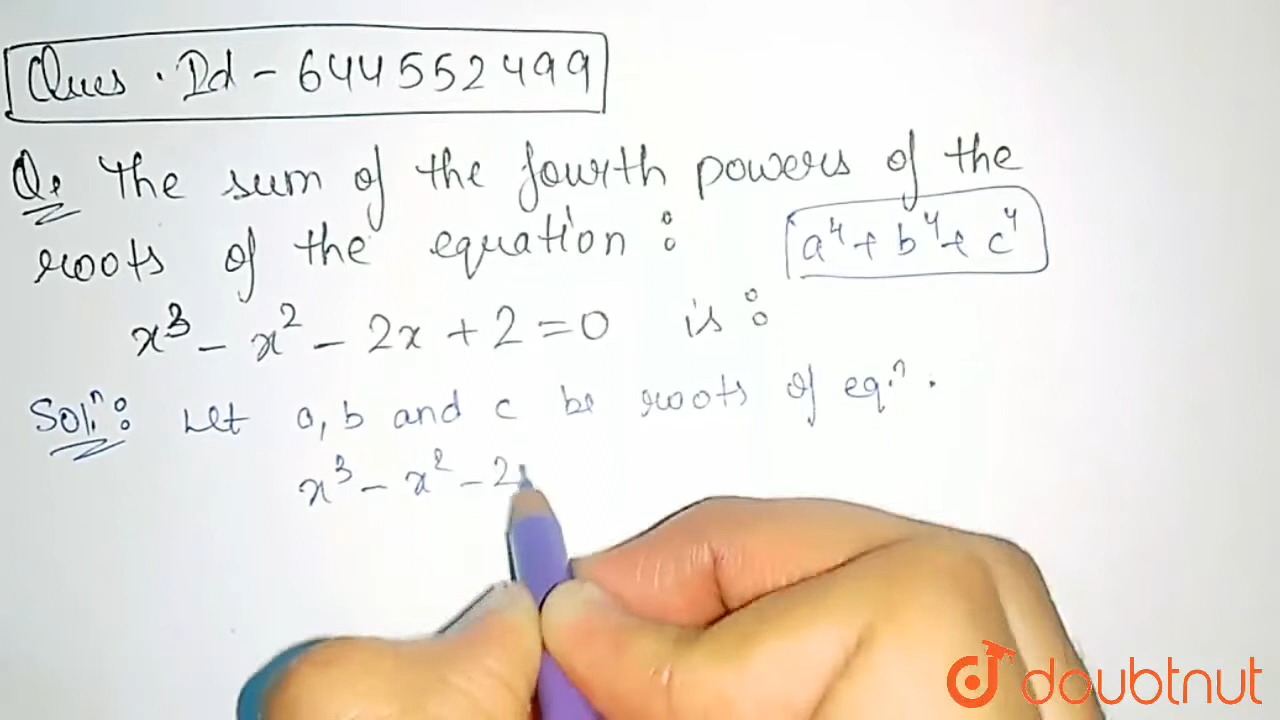 Ques. Id - 644552499
Q. The sum of the fourth powers of the
roots of the equation:
a⁴ + b⁴ + c⁴
x³ - x² - 2x + 2 = 0 is:
Solⁿ: Let a, b and c be roots of eq.ⁿ.
x³ - x² - 2
doubtnut